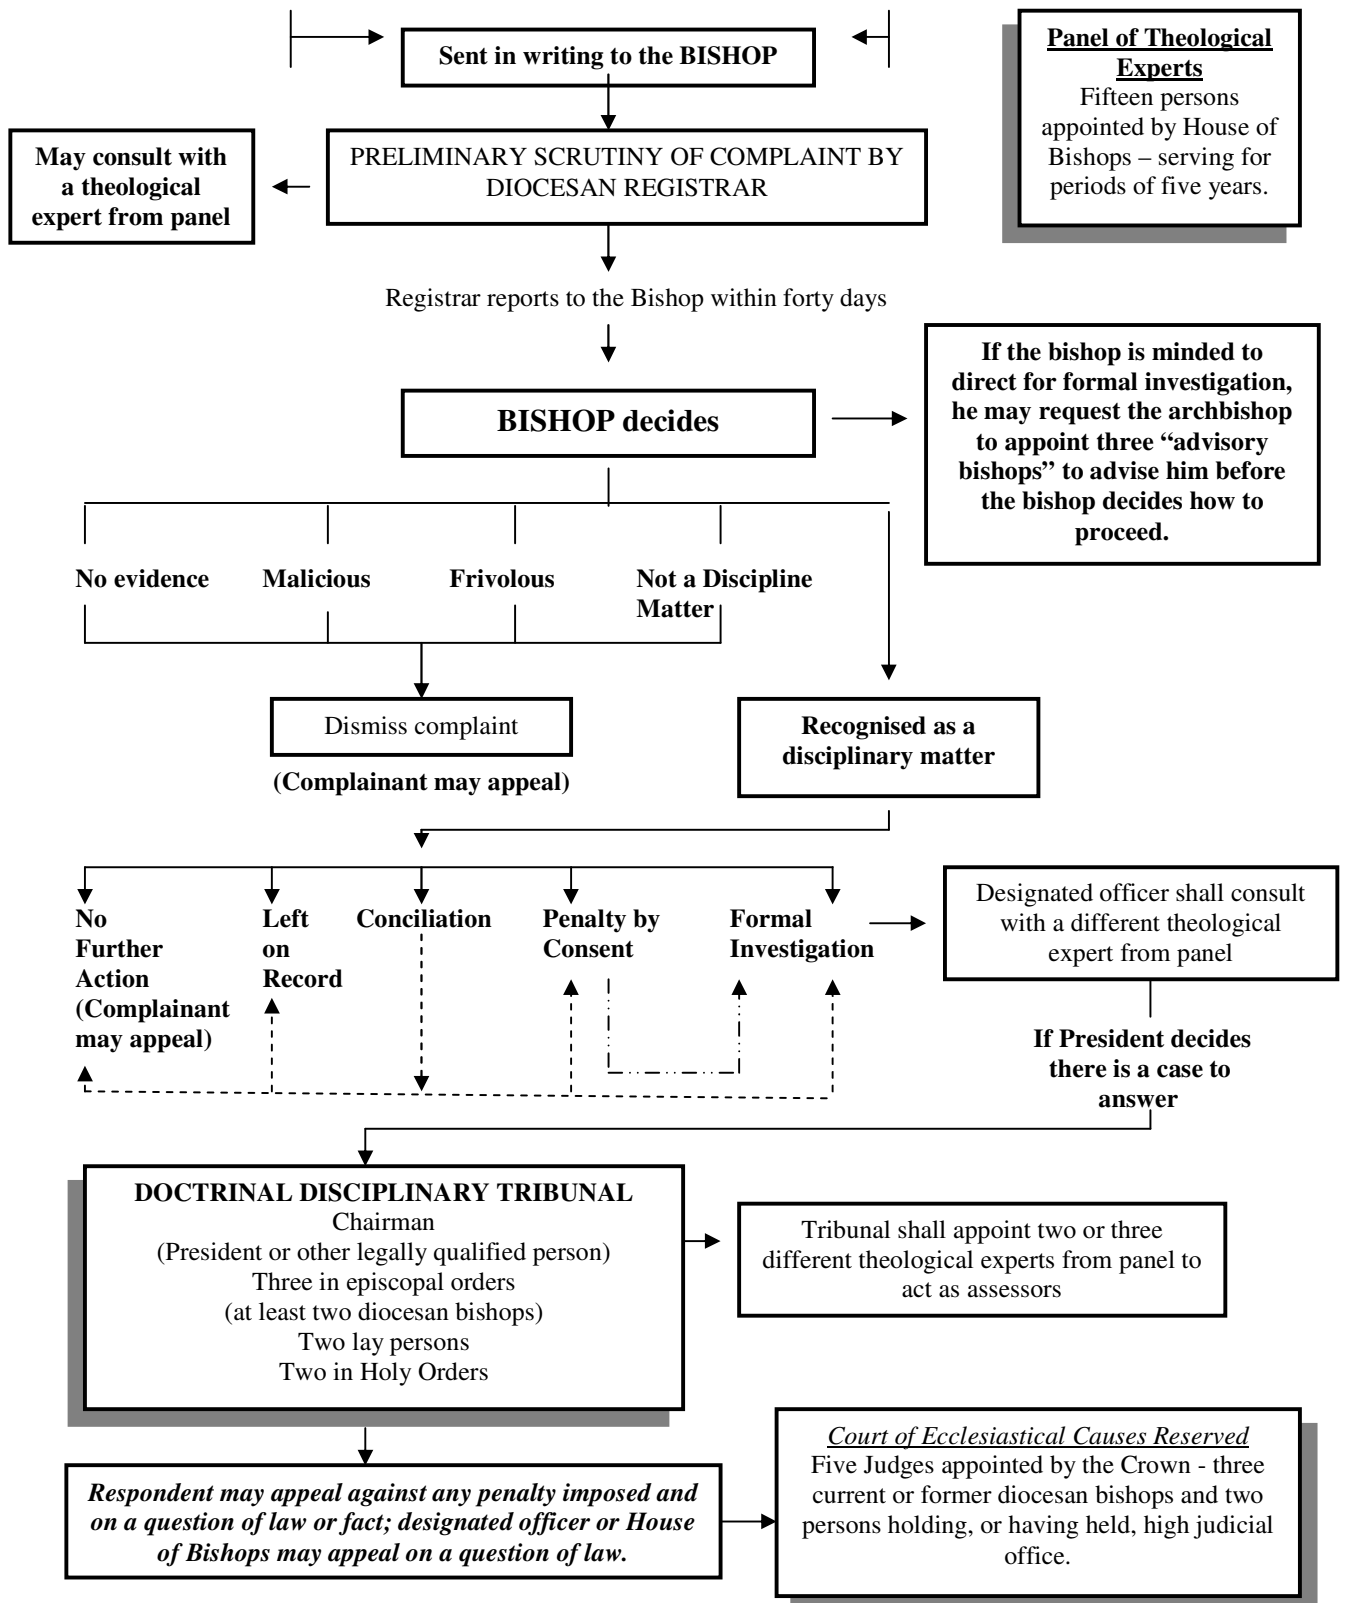 Sent in writing to the BISHOP
Panel of Theological
Experts
Fifteen persons
appointed by House of
Bishops – serving for
periods of five years.
May consult with
a theological
expert from panel
PRELIMINARY SCRUTINY OF COMPLAINT BY
DIOCESAN REGISTRAR
Registrar reports to the Bishop within forty days
BISHOP decides
If the bishop is minded to
direct for formal investigation,
he may request the archbishop
to appoint three “advisory
bishops” to advise him before
the bishop decides how to
proceed.
No evidence
Malicious
Frivolous
Not a Discipline
Matter
Dismiss complaint
(Complainant may appeal)
Recognised as a
disciplinary matter
No
Further
Action
(Complainant
may appeal)
Left
on
Record
Conciliation
Penalty by
Consent
Formal
Investigation
Designated officer shall consult
with a different theological
expert from panel
If President decides
there is a case to
answer
DOCTRINAL DISCIPLINARY TRIBUNAL
Chairman
(President or other legally qualified person)
Three in episcopal orders
(at least two diocesan bishops)
Two lay persons
Two in Holy Orders
Tribunal shall appoint two or three
different theological experts from panel to
act as assessors
Respondent may appeal against any penalty imposed and
on a question of law or fact; designated officer or House
of Bishops may appeal on a question of law.
Court of Ecclesiastical Causes Reserved
Five Judges appointed by the Crown - three
current or former diocesan bishops and two
persons holding, or having held, high judicial
office.